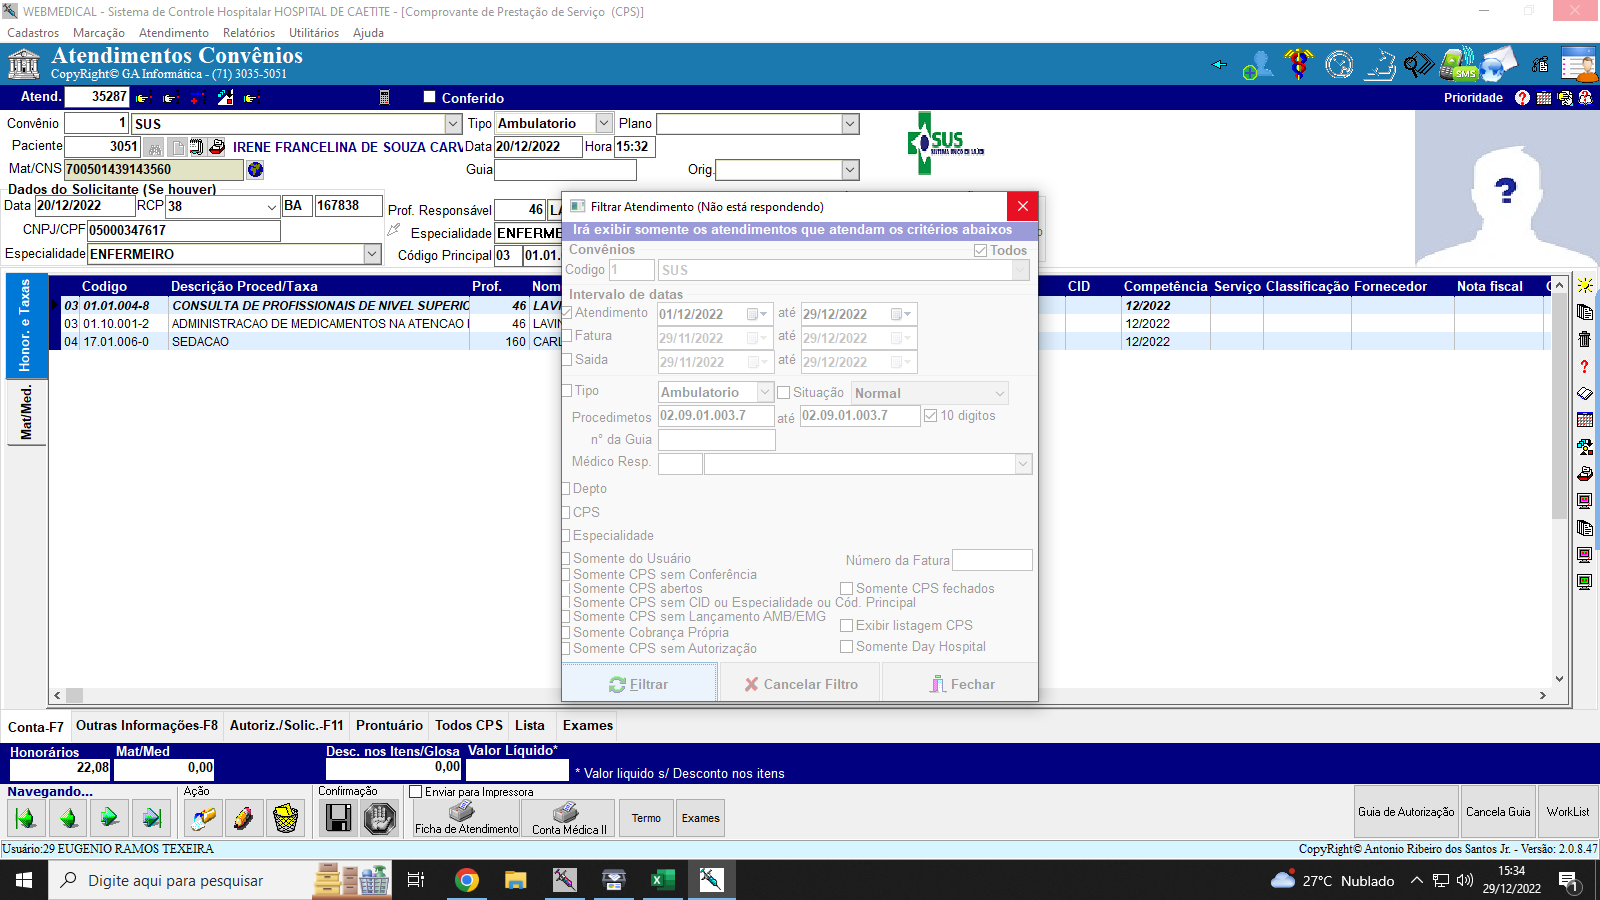 WEBMEDICAL - Sistema de Controle Hospitalar HOSPITAL DE CAETITE - [Comprovante de Prestação de Serviço (CPS)]
Cadastros Marcação Atendimento Relatórios Utilitários Ajuda
Atendimentos Convênios
CopyRight© GA Informática - (71) 3035-5051
SMS
Atend. 35287 Conferido Prioridade
Convênio 1 SUS Tipo Ambulatorio Plano
Paciente 3051 IRENE FRANCELINA DE SOUZA CARV Data 20/12/2022 Hora 15:32
SUS
Mat/CNS 700501439143560 Guia Orig.
Dados do Solicitante (Se houver)
Data 20/12/2022 RCP 38 BA 167838 Prof. Responsável 46
CNPJ/CPF 05000347617 Especialidade ENFERME
Especialidade ENFERMEIRO Código Principal 03 01.01.
Honor. e Taxas
Mat/Med.
Codigo Descrição Proced/Taxa Prof. Nom CID Competência Serviço Classificação Fornecedor Nota fiscal
03 01.01.004-8 CONSULTA DE PROFISSIONAIS DE NIVEL SUPERIO 46 LAVI 12/2022
03 01.10.001-2 ADMINISTRACAO DE MEDICAMENTOS NA ATENCAO 46 LAVIN 12/2022
04 17.01.006-0 SEDACAO 160 CARL 12/2022
Filtrar Atendimento (Não está respondendo)
Irá exibir somente os atendimentos que atendam os critérios abaixos
Convênios Todos
Codigo 1 SUS
Intervalo de datas
Atendimento 01/12/2022 até 29/12/2022
Fatura 29/11/2022 até 29/12/2022
Saida 29/11/2022 até 29/12/2022
Tipo Ambulatorio Situação Normal
Procedimetos 02.09.01.003.7 até 02.09.01.003.7 10 digitos
n° da Guia
Médico Resp.
Depto
CPS
Especialidade
Somente do Usuário Número da Fatura
Somente CPS sem Conferência
Somente CPS abertos Somente CPS fechados
Somente CPS sem CID ou Especialidade ou Cód. Principal
Somente CPS sem Lançamento AMB/EMG
Exibir listagem CPS
Somente Cobrança Própria
Somente CPS sem Autorização Somente Day Hospital
Filtrar Cancelar Filtro Fechar
Conta-F7 Outras Informações-F8 Autoriz./Solic.-F11 Prontuário Todos CPS Lista Exames
Honorários Mat/Med Desc. nos Itens/Glosa Valor Líquido*
22,08 0,00 0,00 * Valor liquido s/ Desconto nos itens
Navegando... Ação Confirmação Enviar para Impressora
Ficha de Atendimento Conta Médica II Termo Exames Guia de Autorização Cancela Guia WorkList
Usuário:29 EUGENIO RAMOS TEXEIRA CopyRight© Antonio Ribeiro dos Santos Jr. - Versão: 2.0.8.47
Digite aqui para pesquisar 27°C Nublado 15:34
29/12/2022 1